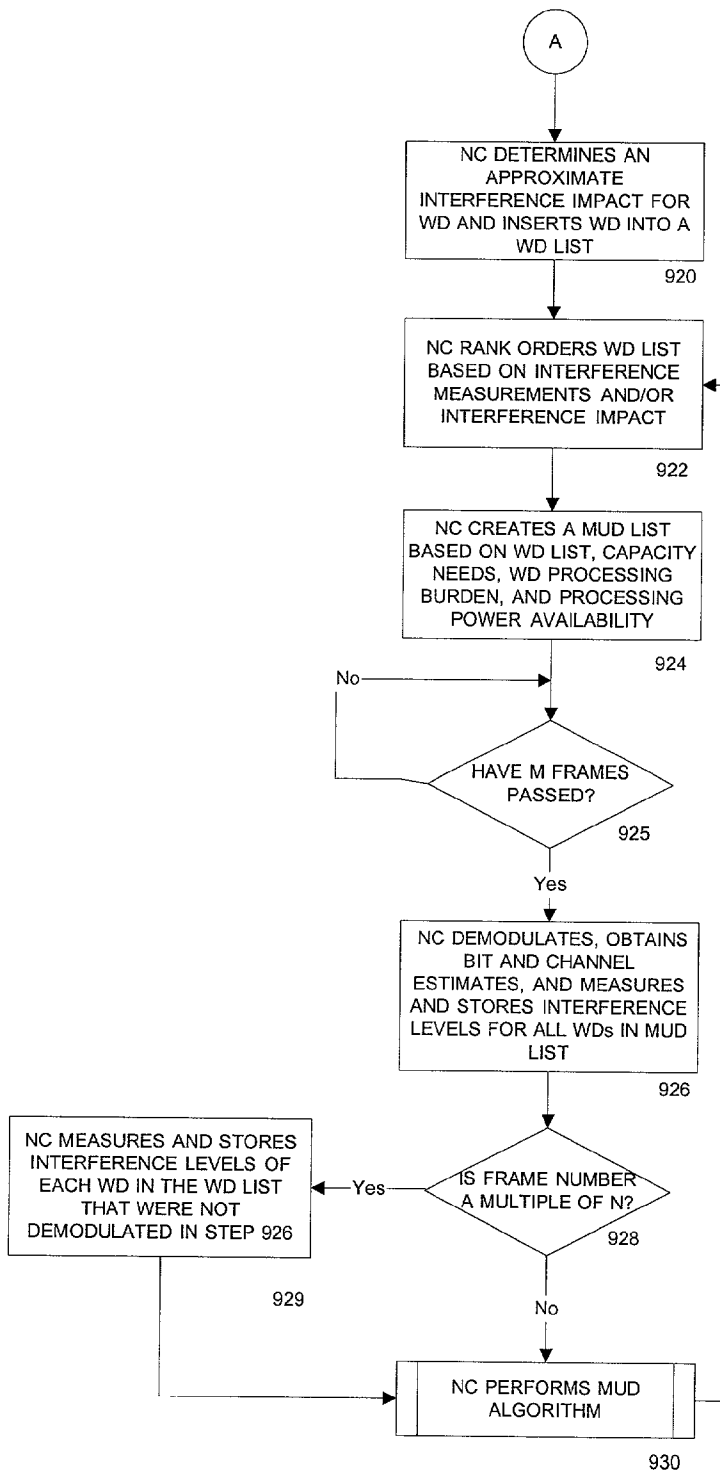 A
NC DETERMINES AN
APPROXIMATE
INTERFERENCE IMPACT FOR
WD AND INSERTS WD INTO A
WD LIST
920
NC RANK ORDERS WD LIST
BASED ON INTERFERENCE
MEASUREMENTS AND/OR
INTERFERENCE IMPACT
922
NC CREATES A MUD LIST
BASED ON WD LIST, CAPACITY
NEEDS, WD PROCESSING
BURDEN, AND PROCESSING
POWER AVAILABILITY
924
No
HAVE M FRAMES
PASSED?
925
Yes
NC DEMODULATES, OBTAINS
BIT AND CHANNEL
ESTIMATES, AND MEASURES
AND STORES INTERFERENCE
LEVELS FOR ALL WDs IN MUD
LIST
926
NC MEASURES AND STORES
INTERFERENCE LEVELS OF
EACH WD IN THE WD LIST
THAT WERE NOT
DEMODULATED IN STEP 926
929
Yes
IS FRAME NUMBER
A MULTIPLE OF N?
928
No
NC PERFORMS MUD
ALGORITHM
930